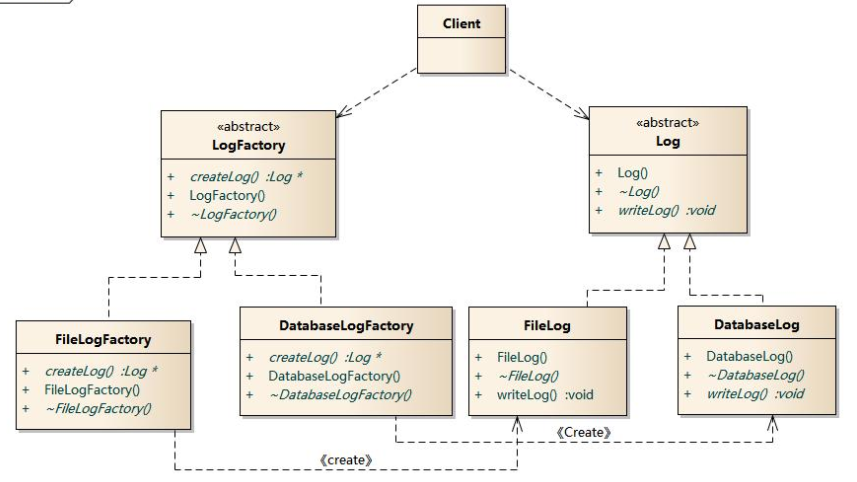 Client
«abstract»
LogFactory
+ createLog() :Log *
+ LogFactory()
+ ~LogFactory()
«abstract»
Log
+ Log()
+ ~Log()
+ writeLog() :void
FileLogFactory
+ createLog() :Log *
+ FileLogFactory()
+ ~FileLogFactory()
DatabaseLogFactory
+ createLog() :Log *
+ DatabaseLogFactory()
+ ~DatabaseLogFactory()
FileLog
+ FileLog()
+ ~FileLog()
+ writeLog() :void
DatabaseLog
+ DatabaseLog()
+ ~DatabaseLog()
+ writeLog() :void
《Create》
《create》